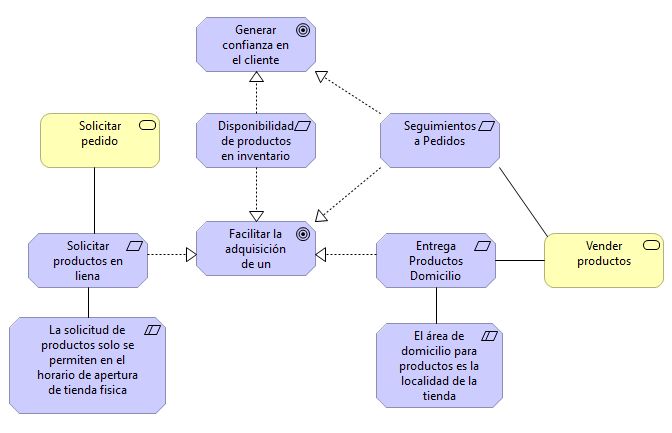 Generar
confianza en
el cliente
Solicitar
pedido
Disponibilidad
de productos
en inventario
Seguimientos
a Pedidos
Solicitar
productos en
liena
Facilitar la
adquisición
de un
Entrega
Productos
Domicilio
Vender
productos
La solicitud de
productos solo se
permiten en el
horario de apertura
de tienda fisica
El área de
domicilio para
productos es la
localidad de la
tienda